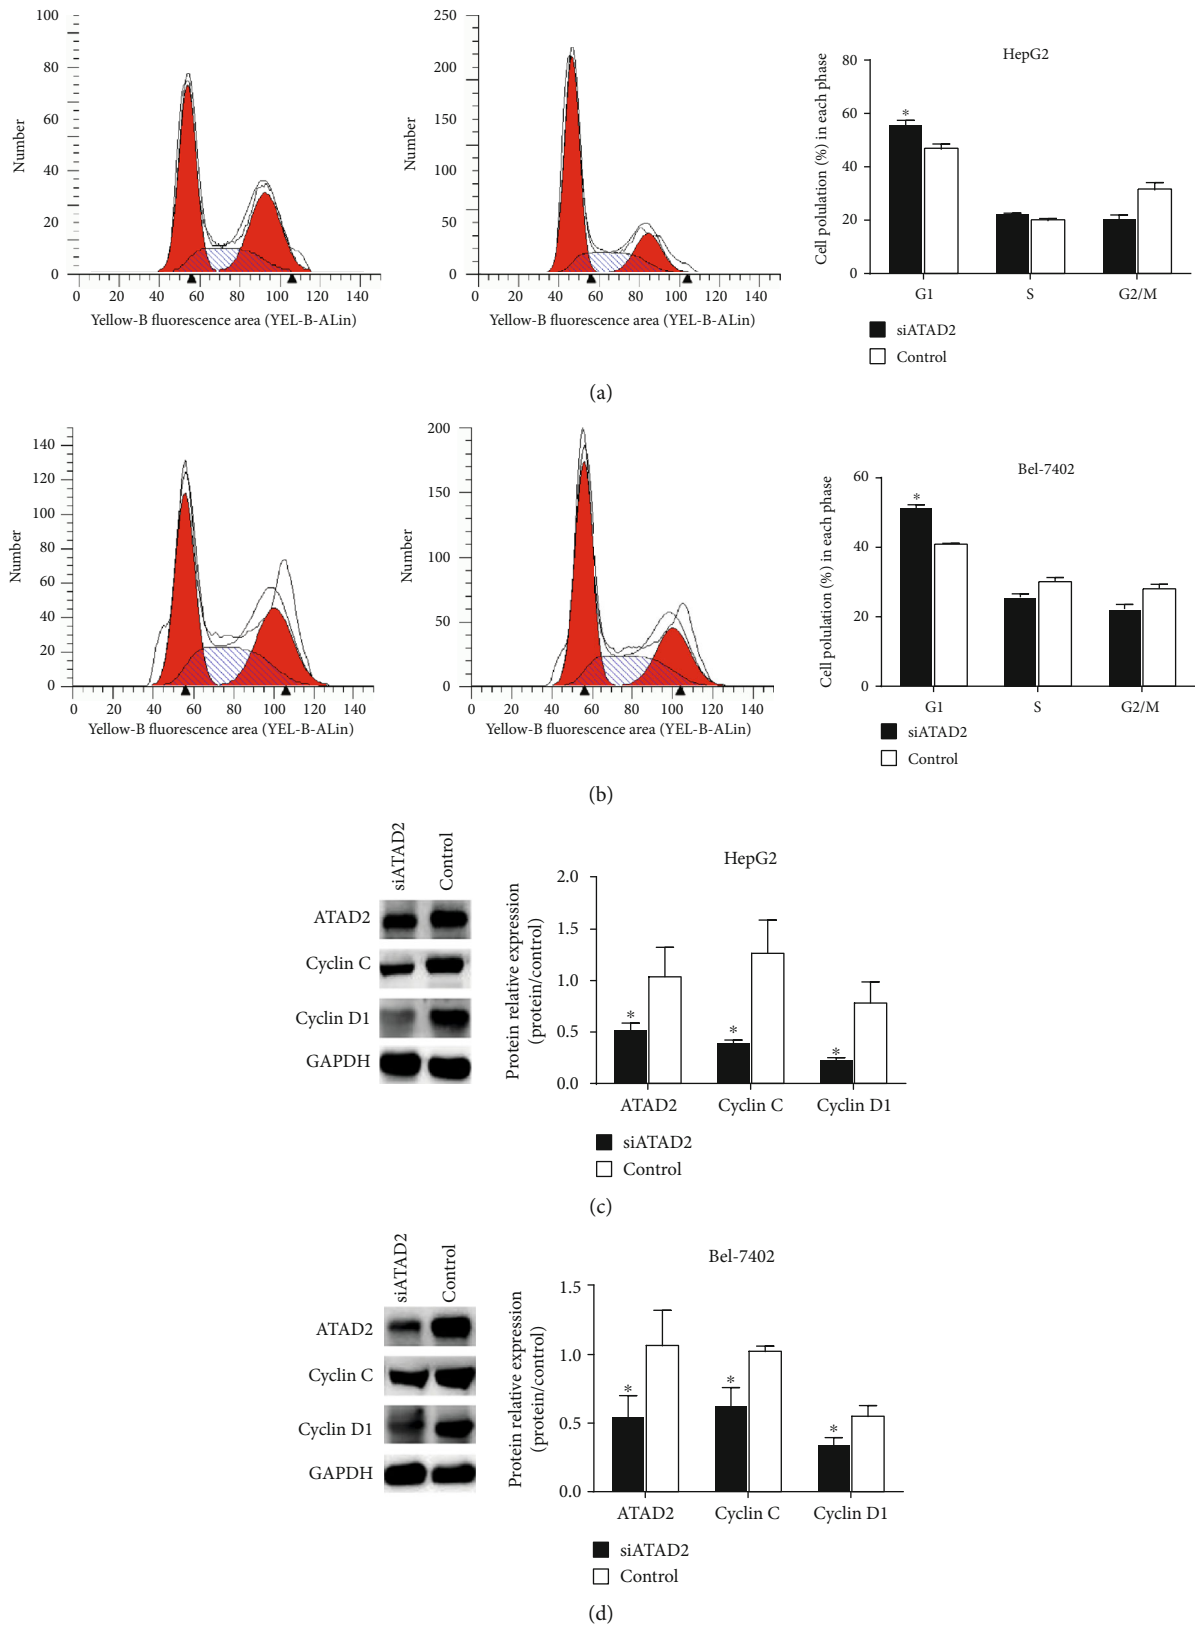 100
80
60
40
20
0
Number
0 20 40 60 80 100 120 140
Yellow-B fluorescence area (YEL-B-ALin)
250
200
150
100
50
0
Number
0 20 40 60 80 100 120 140
Yellow-B fluorescence area (YEL-B-ALin)
HepG2
80
60
40
20
0
Cell polulation (%) in each phase
*
G1 S G2/M
siATAD2
Control
(a)
140
120
100
80
60
40
20
0
Number
0 20 40 60 80 100 120 140
Yellow-B fluorescence area (YEL-B-ALin)
200
150
100
50
0
Number
0 20 40 60 80 100 120 140
Yellow-B fluorescence area (YEL-B-ALin)
Bel-7402
60
40
20
0
Cell polulation (%) in each phase
*
G1 S G2/M
siATAD2
Control
(b)
siATAD2
Control
ATAD2
Cyclin C
Cyclin D1
GAPDH
HepG2
2.0
1.5
1.0
0.5
0.0
Protein relative expression
(protein/control)
* * *
ATAD2 Cyclin C Cyclin D1
siATAD2
Control
(c)
siATAD2
Control
ATAD2
Cyclin C
Cyclin D1
GAPDH
Bel-7402
1.5
1.0
0.5
0.0
Protein relative expression
(protein/control)
* * *
ATAD2 Cyclin C Cyclin D1
siATAD2
Control
(d)